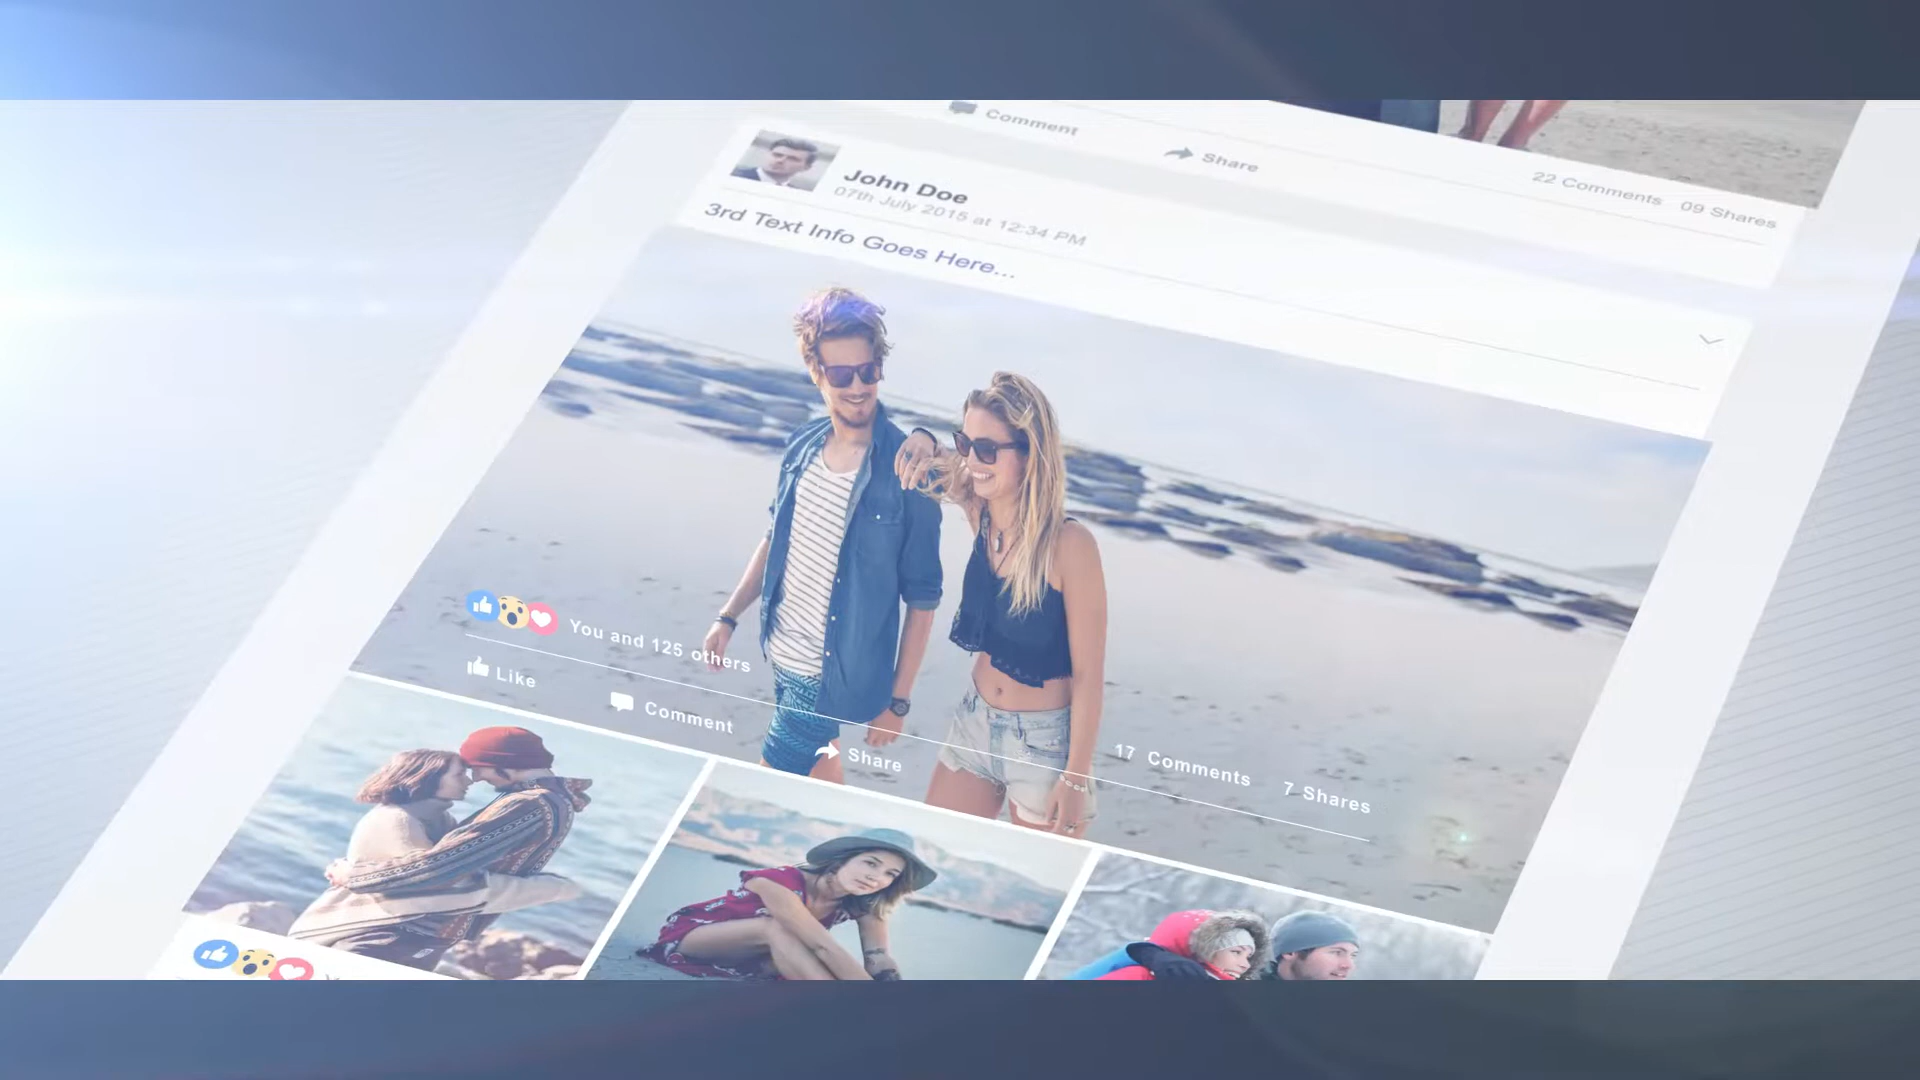 Comment
Share
22 Comments 09 Shares
John Doe
07th July 2015 at 12:34 PM
3rd Text Info Goes Here...
You and 125 others
Like
Comment
Share
17 Comments 7 Shares